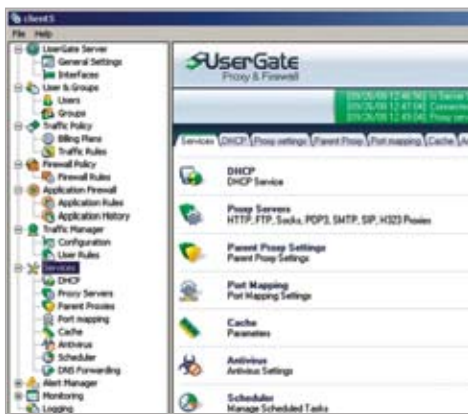 client5
File Help
UserGate Server
General Settings
Interfaces
User & Groups
Users
Groups
Traffic Policy
Billing Plans
Traffic Rules
Firewall Policy
Firewall Rules
Application Firewall
Application Rules
Application History
Traffic Manager
Configuration
User Rules
Services
DHCP
Proxy Servers
Parent Proxies
Port mapping
Cache
Antivirus
Scheduler
DNS Forwarding
Alert Manager
Monitoring
Logging
UserGate
Proxy & Firewall
Services DHCP Proxy settings Parent Proxy Port mapping Cache
DHCP
DHCP Service
Proxy Servers
HTTP, FTP, Socks, POP3, SMTP, SIP, H323 Proxies
Parent Proxy Settings
Parent Proxy Settings
Port Mapping
Port Mapping Settings
Cache
Parameters
Antivirus
Antivirus Settings
Scheduler
Manage Scheduled Tasks